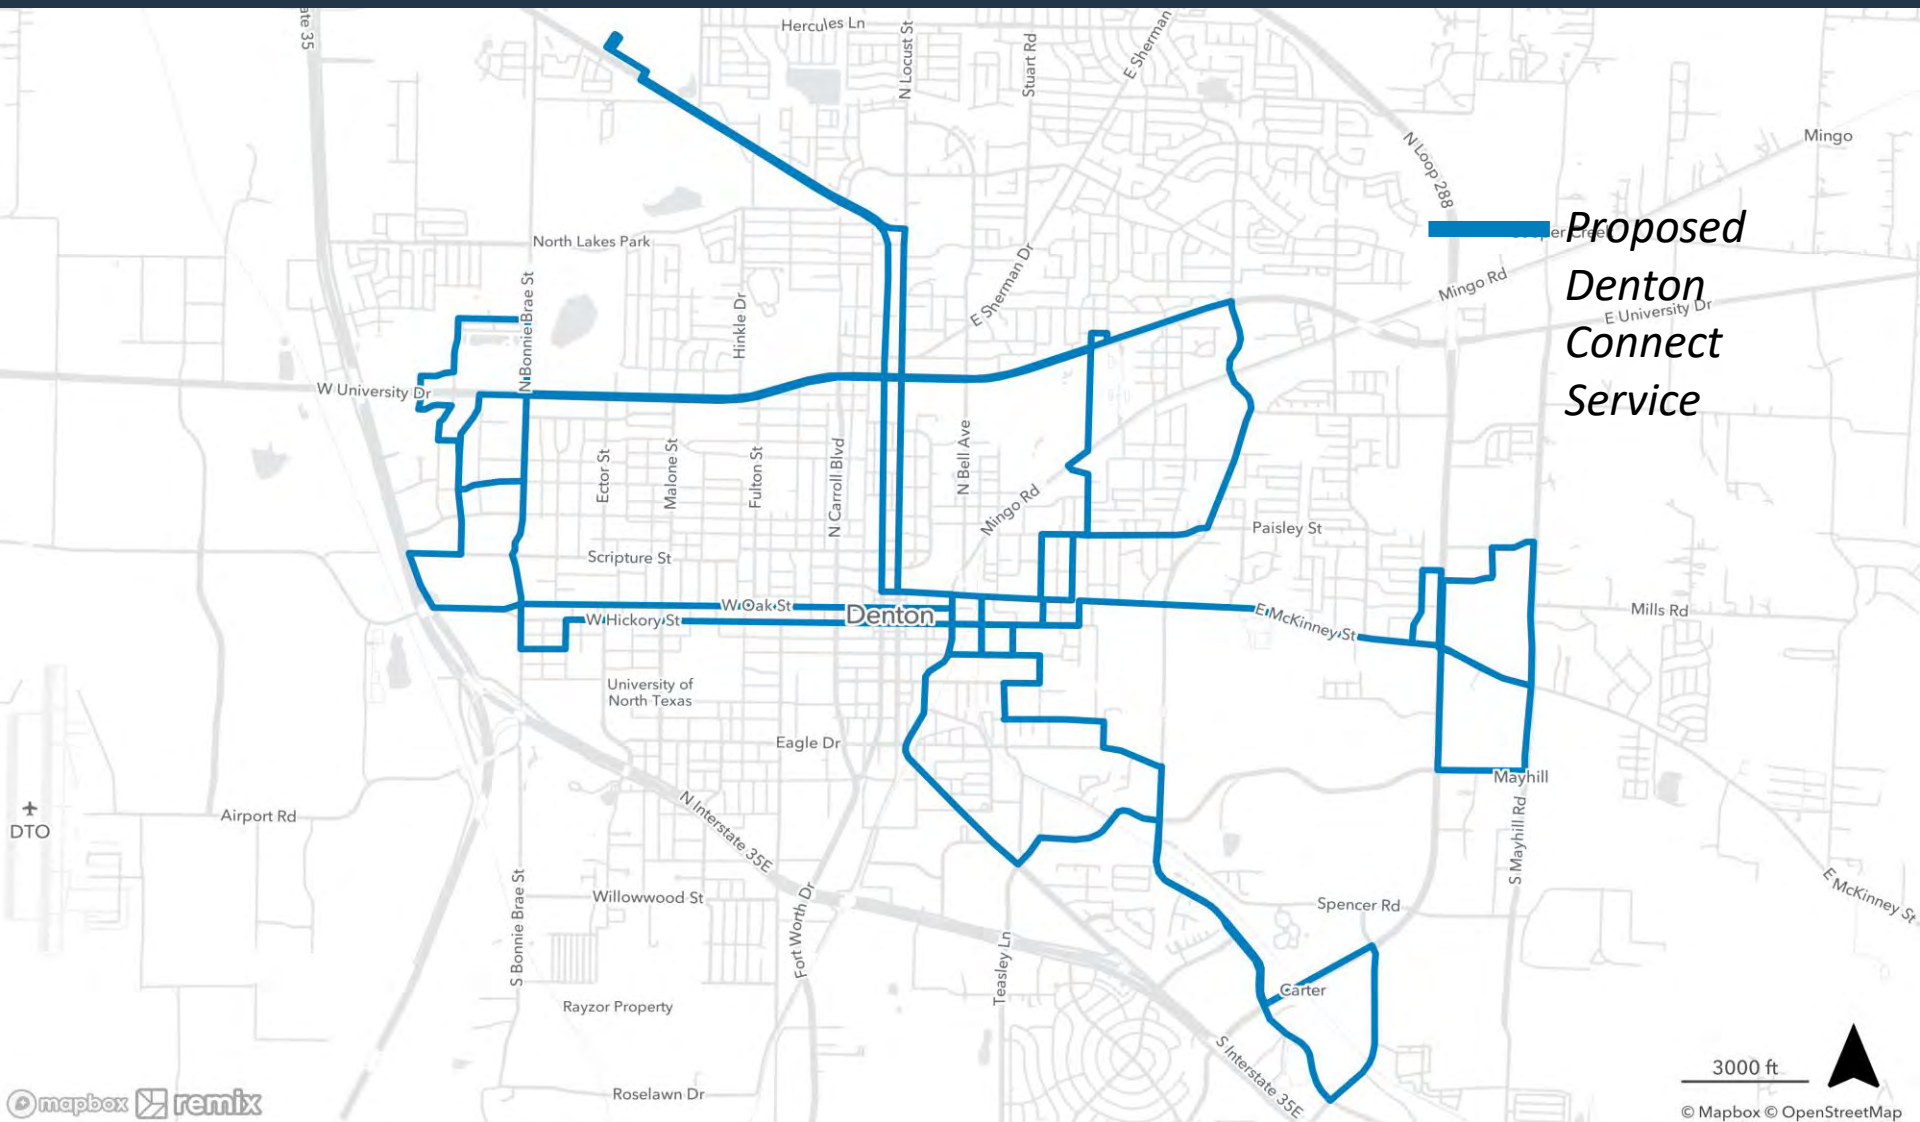 ate 35
Hercules Ln
N Locust St
Stuart Rd
E Sherman
Mingo
N Loop 288
Proposed
Denton
Connect
Service
North Lakes Park
E Sherman Dr
Mingo Rd
E University Dr
N Bonnie Brae St
Hinkle Dr
W University Dr
Ector St
Malone St
Fulton St
N Carroll Blvd
N Bell Ave
Mingo Rd
Paisley St
Scripture St
W Oak St
Denton
W Hickory St
E McKinney St
Mills Rd
University of
North Texas
Eagle Dr
Mayhill
DTO
Airport Rd
N Interstate 35E
S Mayhill Rd
Willowwood St
Fort Worth Dr
Spencer Rd
E McKinney St
S Bonnie Brae St
Teasley Ln
Rayzor Property
Carter
S Interstate 35E
3000 ft
Roselawn Dr
mapbox remix
© Mapbox © OpenStreetMap